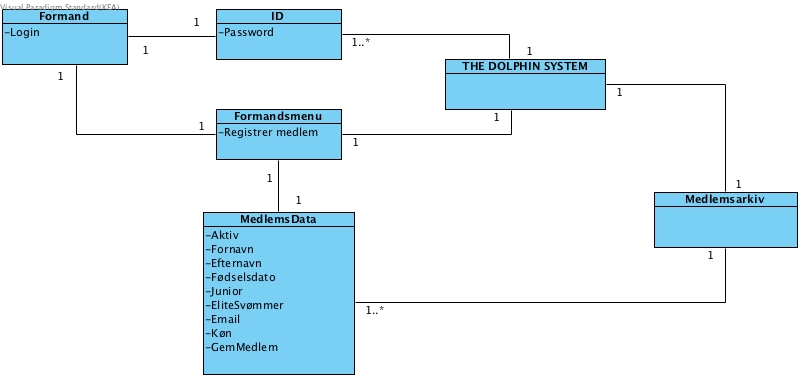 Visual Paradigm Standard(KEA)
Formand
-Login
1
1
ID
-Password
1..*
1
THE DOLPHIN SYSTEM
1
1
1
Formandsmenu
-Registrer medlem
1
1
1
1
1
MedlemsData
-Aktiv
-Fornavn
-Efternavn
-Fødselsdato
-Junior
-EliteSvømmer
-Email
-Køn
-GemMedlem
1..*
1
Medlemsarkiv
1